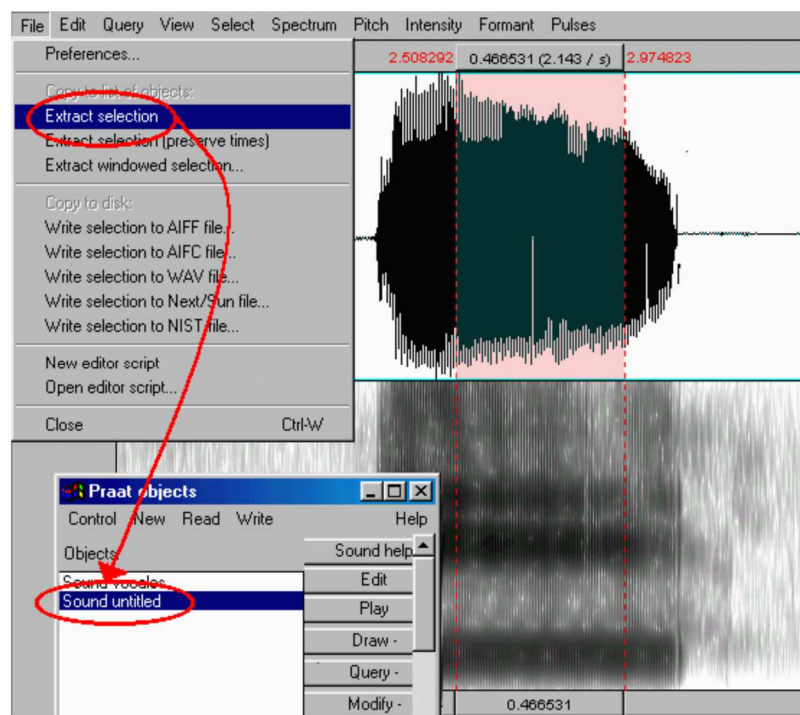 File Edit Query View Select Spectrum Pitch Intensity Formant Pulses
Preferences...
2.508292 0.466531 (2.143 / s) 2.974823
Copy to list of objects:
Extract selection
Extract selection (preserve times)
Extract windowed selection...
Copy to disk:
Write selection to AIFF file...
Write selection to AIFC file...
Write selection to WAV file...
Write selection to Next/Sun file...
Write selection to NIST file...
New editor script
Open editor script...
Close Ctrl-W
Praat objects
Control New Read Write Help
Objects Sound help
Sound vocales Edit
Sound untitled Play
Draw -
Query -
Modify - 0.466531